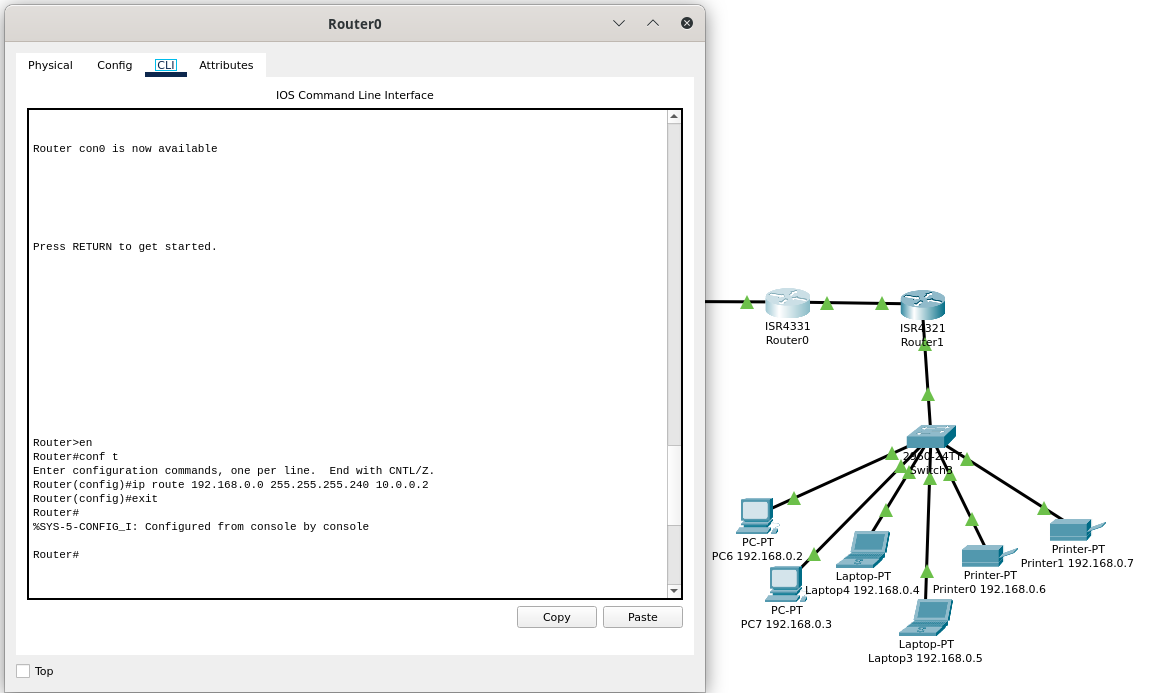 Router0
Physical Config CLI Attributes
IOS Command Line Interface
Router con0 is now available
Press RETURN to get started.
Router>en
Router#conf t
Enter configuration commands, one per line.  End with CNTL/Z.
Router(config)#ip route 192.168.0.0 255.255.255.240 10.0.0.2
Router(config)#exit
Router#
%SYS-5-CONFIG_I: Configured from console by console
Router#
Copy Paste
Top
ISR4331
Router0
ISR4321
Router1
2960-24TT
Switch3
PC-PT
PC6 192.168.0.2
PC-PT
PC7 192.168.0.3
Laptop-PT
Laptop4 192.168.0.4
Laptop-PT
Laptop3 192.168.0.5
Printer-PT
Printer0 192.168.0.6
Printer-PT
Printer1 192.168.0.7